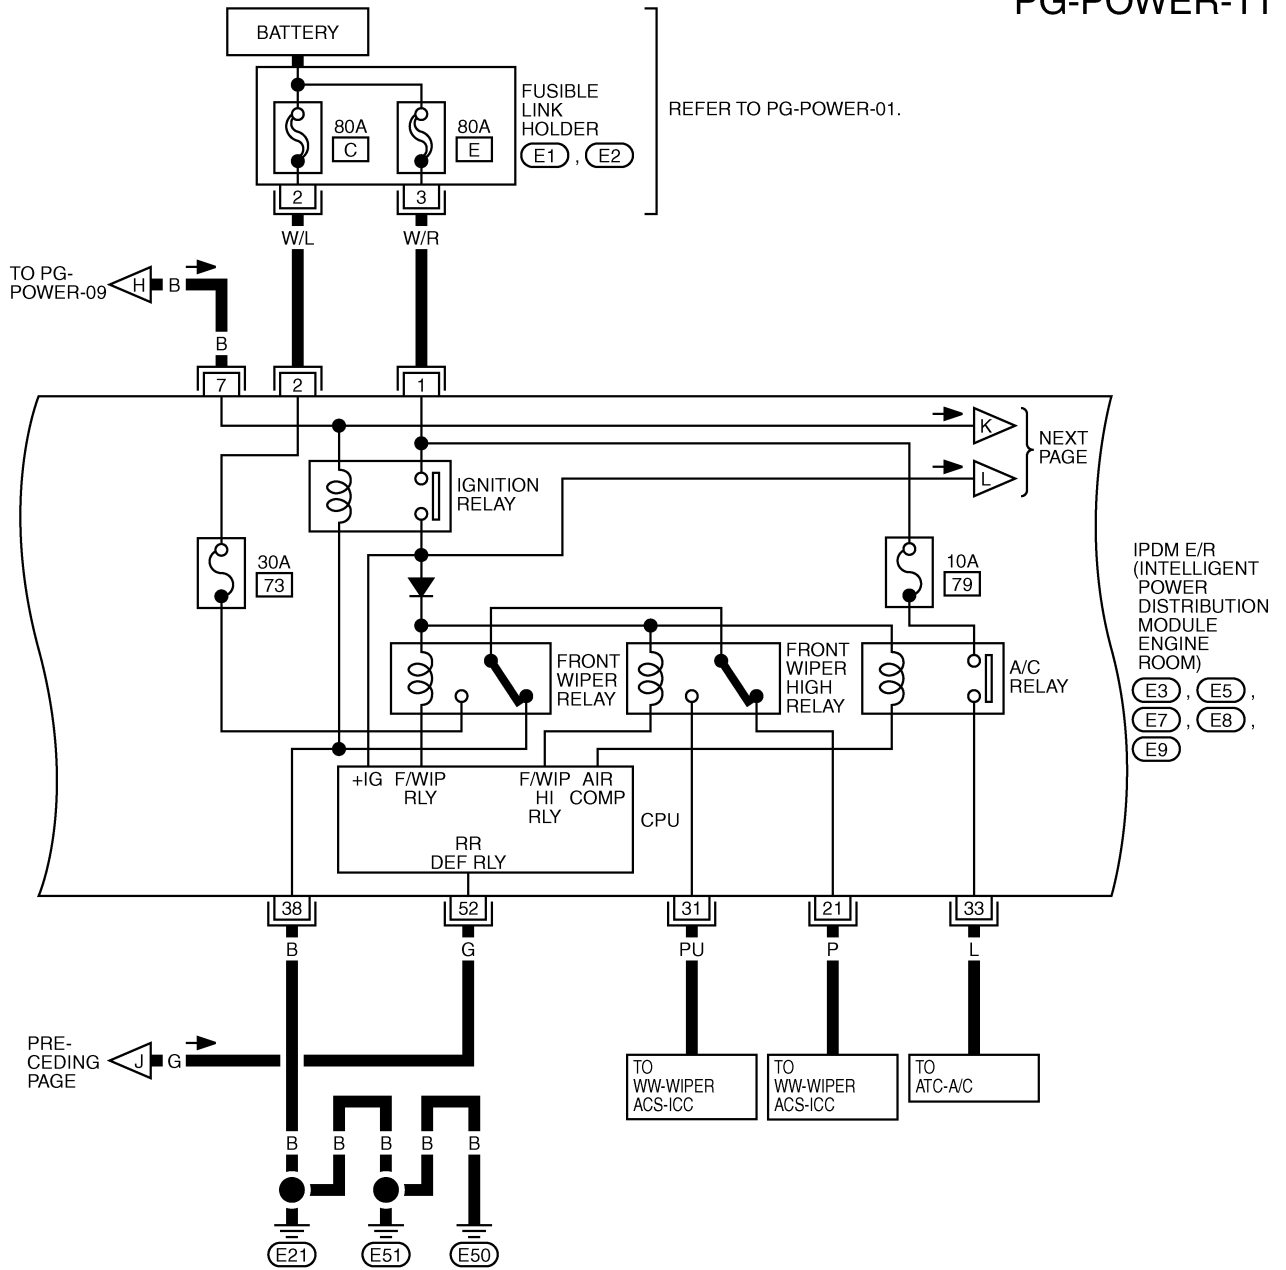 PG-POWER-11
BATTERY
80A
C
80A
E
FUSIBLE
LINK
HOLDER
E1 , E2
REFER TO PG-POWER-01.
2
3
W/L
W/R
TO PG-
POWER-09
H
B
B
7
2
1
K
L
NEXT
PAGE
IGNITION
RELAY
30A
73
10A
79
IPDM E/R
(INTELLIGENT
POWER
DISTRIBUTION
MODULE
ENGINE
ROOM)
E3 , E5 ,
E7 , E8 ,
E9
FRONT
WIPER
RELAY
FRONT
WIPER
HIGH
RELAY
A/C
RELAY
+IG
F/WIP
RLY
F/WIP
HI
RLY
AIR
COMP
CPU
RR
DEF RLY
38
52
31
21
33
B
G
PU
P
L
PRE-
CEDING
PAGE
J
G
TO
WW-WIPER
ACS-ICC
TO
WW-WIPER
ACS-ICC
TO
ATC-A/C
B
B
B
B
B
E21
E51
E50